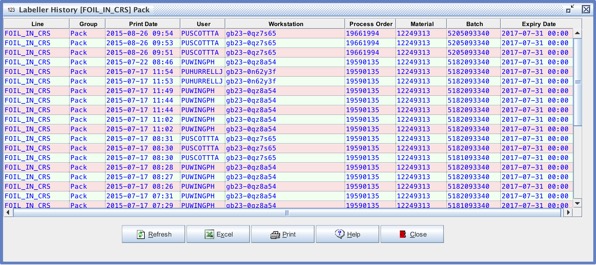 Labeller History [FOIL_IN_CRS] Pack
Line Group Print Date User Workstation Process Order Material Batch Expiry Date
FOIL_IN_CRS Pack 2015-08-26 09:54 PUSCOTTTA gb23-0qz7s65 19661994 12249313 5205093340 2017-07-31 00:00
FOIL_IN_CRS Pack 2015-08-26 09:53 PUSCOTTTA gb23-0qz7s65 19661994 12249313 5205093340 2017-07-31 00:00
FOIL_IN_CRS Pack 2015-08-26 09:51 PUSCOTTTA gb23-0qz7s65 19661994 12249313 5205093340 2017-07-31 00:00
FOIL_IN_CRS Pack 2015-07-22 08:46 PUWINGPH gb23-0qz8a54 19590135 12249313 5182093340 2017-07-31 00:00
FOIL_IN_CRS Pack 2015-07-17 11:54 PUHURRELLJ gb23-0n62y3f 19590135 12249313 5182093340 2017-07-31 00:00
FOIL_IN_CRS Pack 2015-07-17 11:53 PUHURRELLJ gb23-0n62y3f 19590135 12249313 5182093340 2017-07-31 00:00
FOIL_IN_CRS Pack 2015-07-17 11:49 PUWINGPH gb23-0qz8a54 19590135 12249313 5182093340 2017-07-31 00:00
FOIL_IN_CRS Pack 2015-07-17 11:44 PUWINGPH gb23-0qz8a54 19590135 12249313 5182093340 2017-07-31 00:00
FOIL_IN_CRS Pack 2015-07-17 11:44 PUWINGPH gb23-0qz8a54 19590135 12249313 5182093340 2017-07-31 00:00
FOIL_IN_CRS Pack 2015-07-17 11:02 PUWINGPH gb23-0qz8a54 19590135 12249313 5182093340 2017-07-31 00:00
FOIL_IN_CRS Pack 2015-07-17 11:02 PUWINGPH gb23-0qz8a54 19590135 12249313 5182093340 2017-07-31 00:00
FOIL_IN_CRS Pack 2015-07-17 08:31 PUSCOTTTA gb23-0qz7s65 19590135 12249313 5182093340 2017-07-31 00:00
FOIL_IN_CRS Pack 2015-07-17 08:30 PUSCOTTTA gb23-0qz7s65 19590135 12249313 5182093340 2017-07-31 00:00
FOIL_IN_CRS Pack 2015-07-17 08:30 PUSCOTTTA gb23-0qz7s65 19590135 12249313 5181093340 2017-07-31 00:00
FOIL_IN_CRS Pack 2015-07-17 08:28 PUWINGPH gb23-0qz8a54 19590135 12249313 5181093340 2017-07-31 00:00
FOIL_IN_CRS Pack 2015-07-17 08:27 PUWINGPH gb23-0qz8a54 19590135 12249313 5181093340 2017-07-31 00:00
FOIL_IN_CRS Pack 2015-07-17 08:26 PUWINGPH gb23-0qz8a54 19590135 12249313 5181093340 2017-07-31 00:00
FOIL_IN_CRS Pack 2015-07-17 07:31 PUWINGPH gb23-0qz8a54 19590135 12249313 5181093340 2017-07-31 00:00
FOIL_IN_CRS Pack 2015-07-17 07:29 PUWINGPH gb23-0qz8a54 19590135 12249313 5181093340 2017-07-31 00:00
Refresh Excel Print Help Close